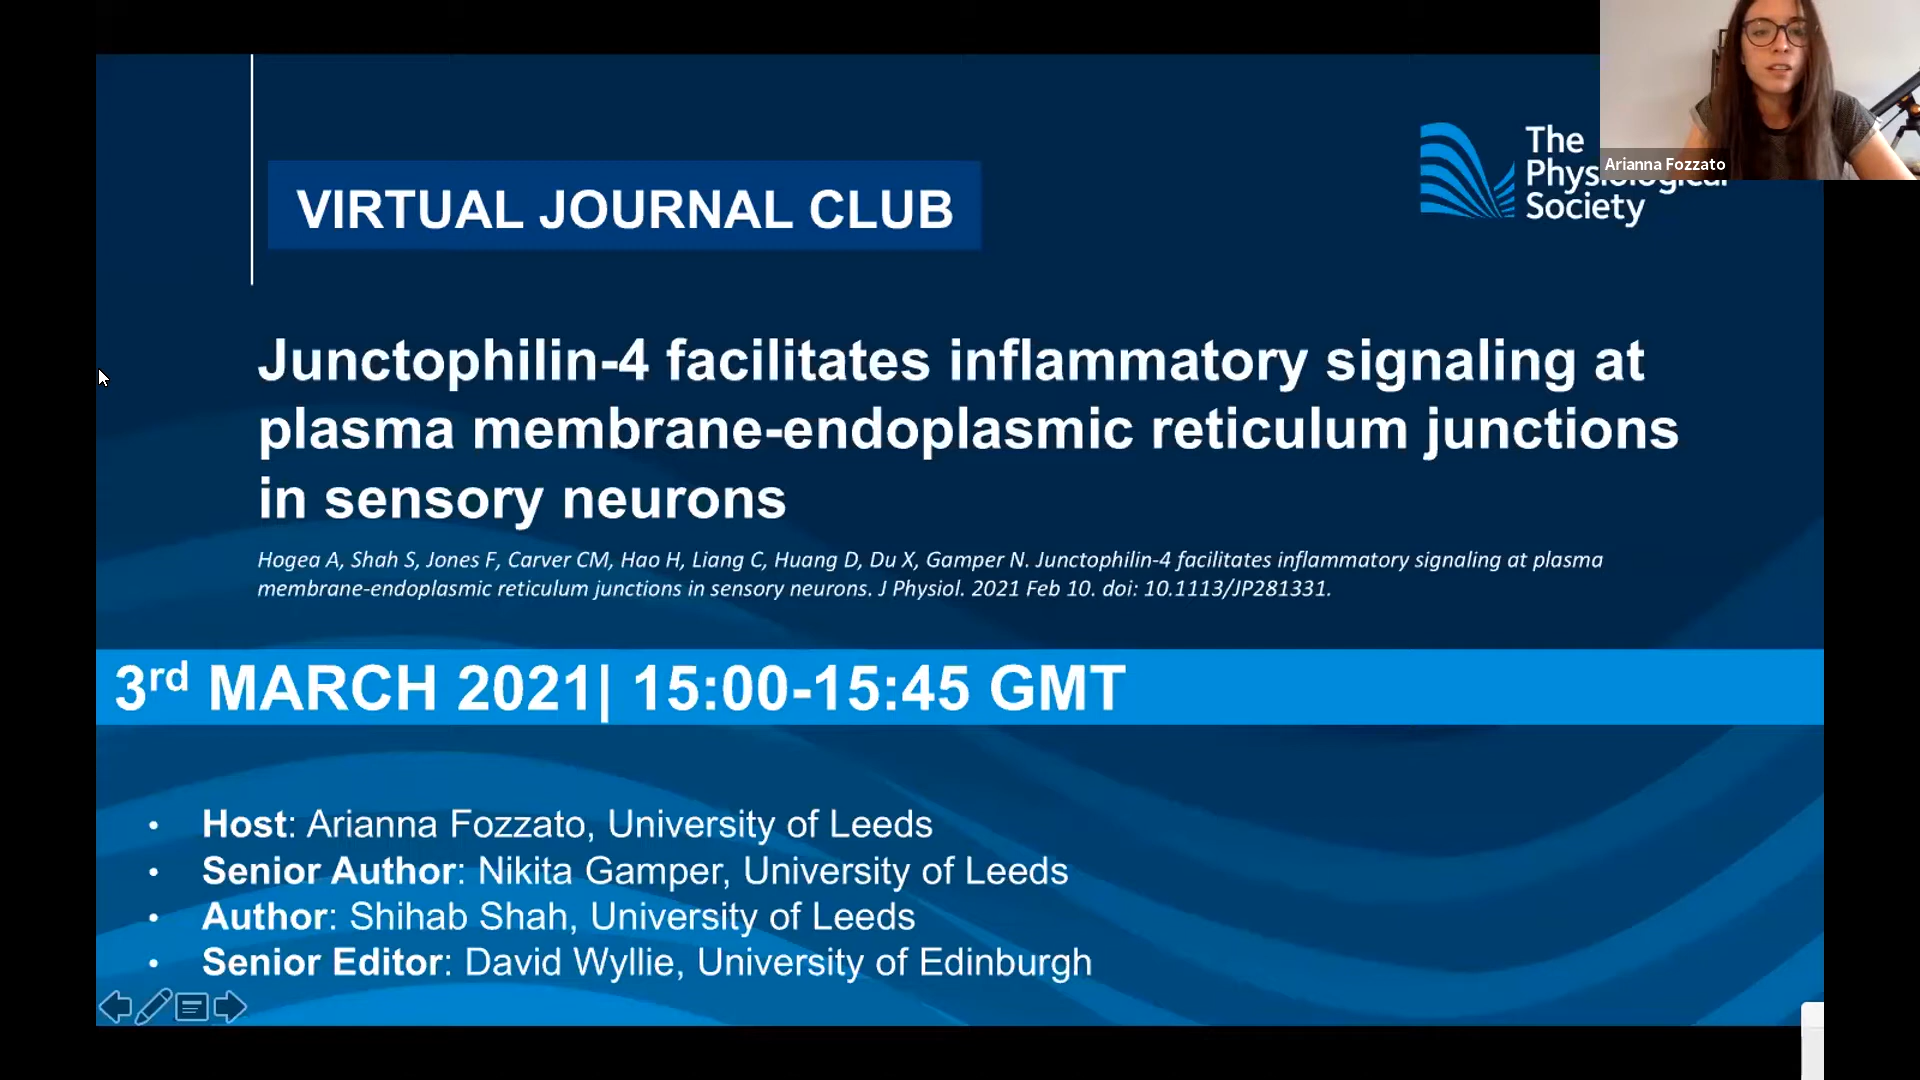 Arianna Fozzato
The
Physiological
Society
VIRTUAL JOURNAL CLUB
Junctophilin-4 facilitates inflammatory signaling at
plasma membrane-endoplasmic reticulum junctions
in sensory neurons
Hogea A, Shah S, Jones F, Carver CM, Hao H, Liang C, Huang D, Du X, Gamper N. Junctophilin-4 facilitates inflammatory signaling at plasma
membrane-endoplasmic reticulum junctions in sensory neurons. J Physiol. 2021 Feb 10. doi: 10.1113/JP281331.
3rd MARCH 2021| 15:00-15:45 GMT
• Host: Arianna Fozzato, University of Leeds
• Senior Author: Nikita Gamper, University of Leeds
• Author: Shihab Shah, University of Leeds
• Senior Editor: David Wyllie, University of Edinburgh